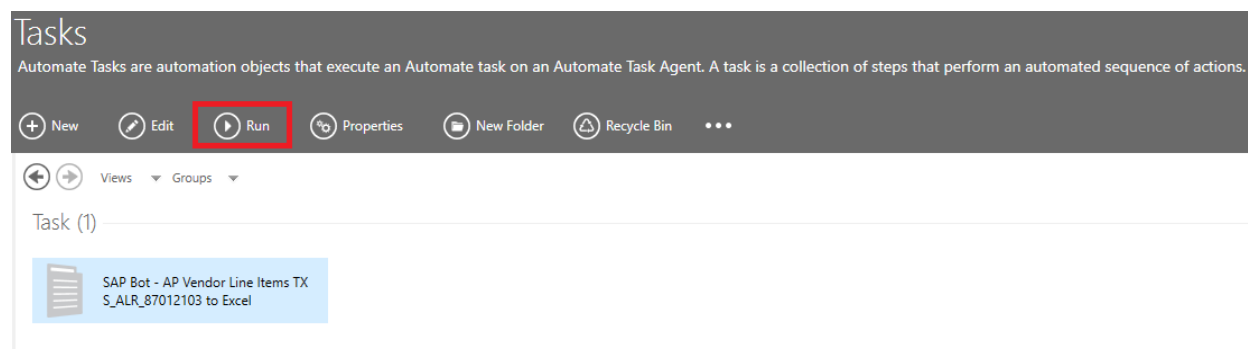 Tasks
Automate Tasks are automation objects that execute an Automate task on an Automate Task Agent. A task is a collection of steps that perform an automated sequence of actions.
New Edit Run Properties New Folder Recycle Bin •••
Views Groups
Task (1)
SAP Bot - AP Vendor Line Items TX
S_ALR_87012103 to Excel